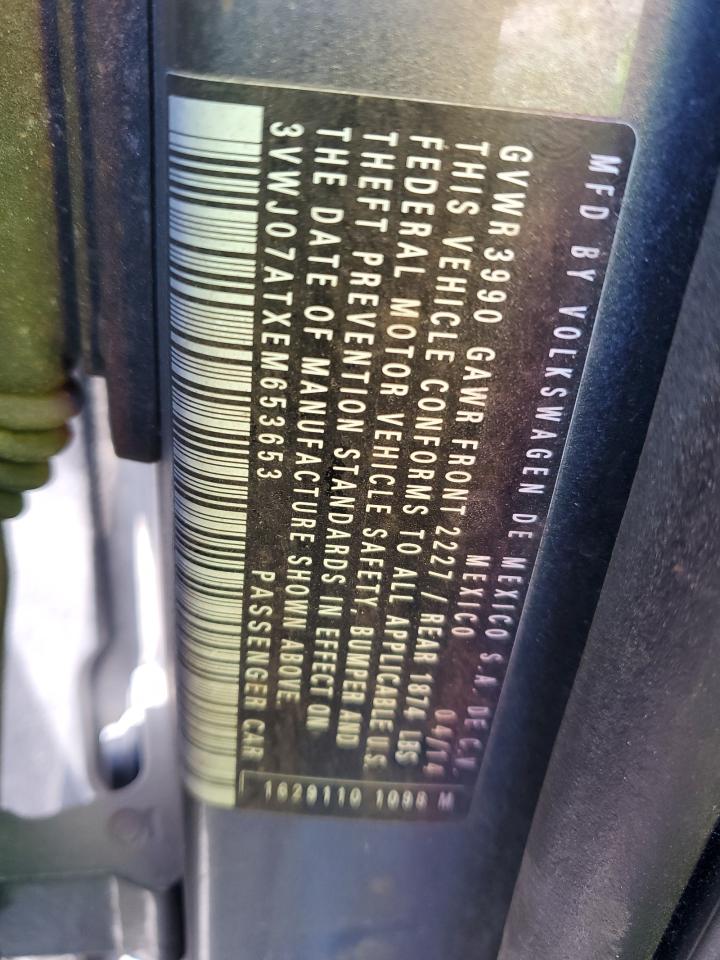 MFD BY VOLKSWAGEN DE MEXICO S.A. DE C.V.
MEXICO 04/14
GVWR 3990 GAWR FRONT 2227 / REAR 1874 LBS
THIS VEHICLE CONFORMS TO ALL APPLICABLE U.S.
FEDERAL MOTOR VEHICLE SAFETY, BUMPER AND
THEFT PREVENTION STANDARDS IN EFFECT ON
THE DATE OF MANUFACTURE SHOWN ABOVE
3VWJ07ATXEM653653 PASSENGER CAR
M